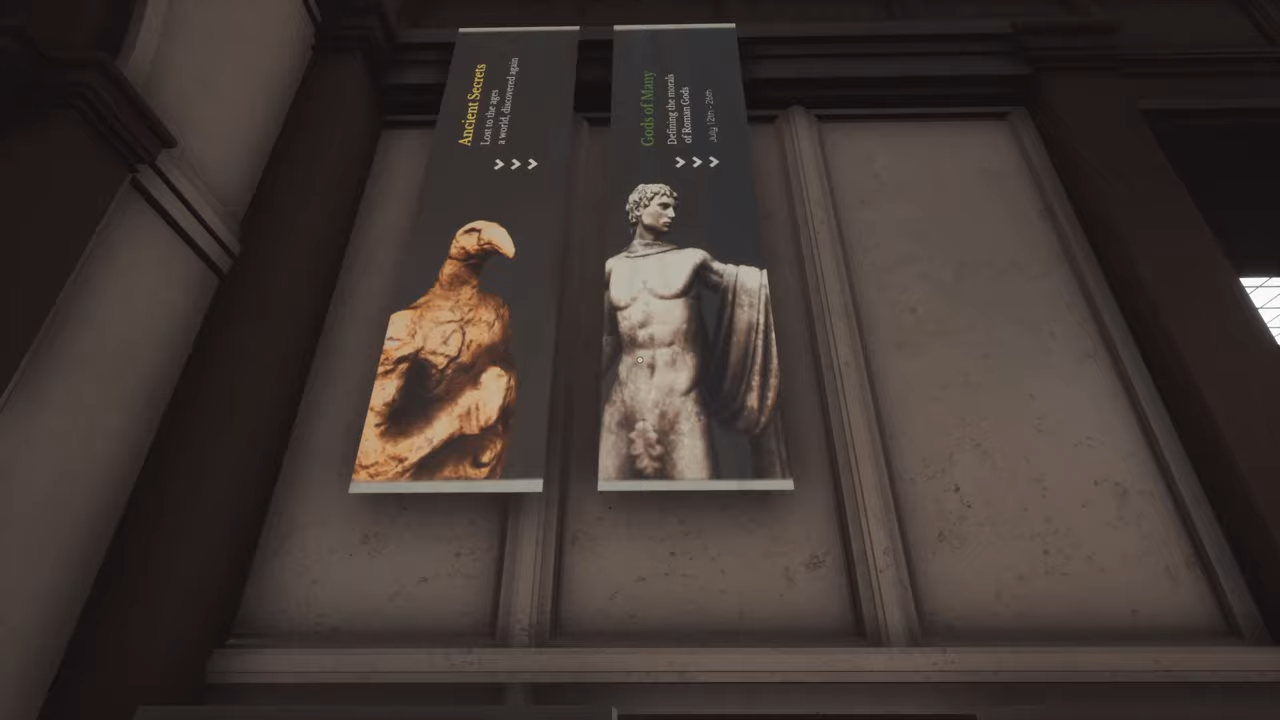 Ancient Secrets
Lost to the ages
a world, discovered again
Gods of Many
Defining the morals
of Roman Gods
July 12th - 26th